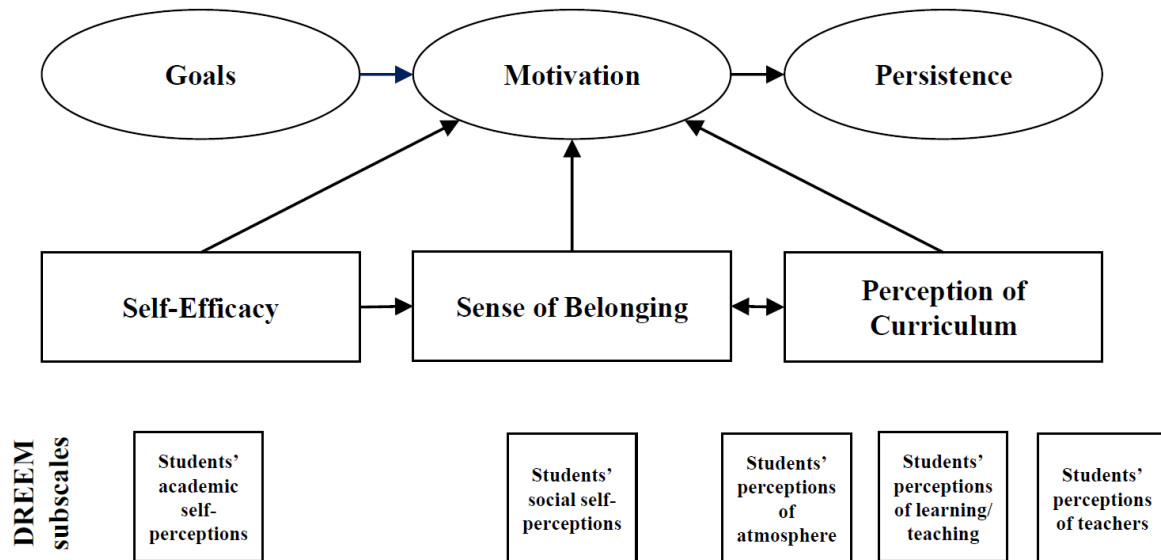 Goals
Motivation
Persistence
Self-Efficacy
Sense of Belonging
Perception of
Curriculum
DREEM
subscales
Students’
academic
self-
perceptions
Students’
social self-
perceptions
Students’
perceptions
of
atmosphere
Students’
perceptions
of learning/
teaching
Students’
perceptions
of teachers